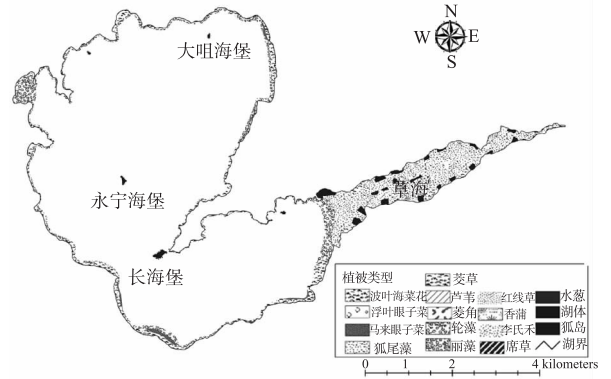 N
W E
S
大咀海堡
永宁海堡
草海
长海堡
植被类型
茭草
波叶海菜花 芦苇 红线草 水葱
浮叶眼子菜 菱角 香蒲 湖体
马来眼子菜 轮藻 李氏禾 孤岛
狐尾藻 丽藻 席草 湖界
0 1 2 4 kilometers